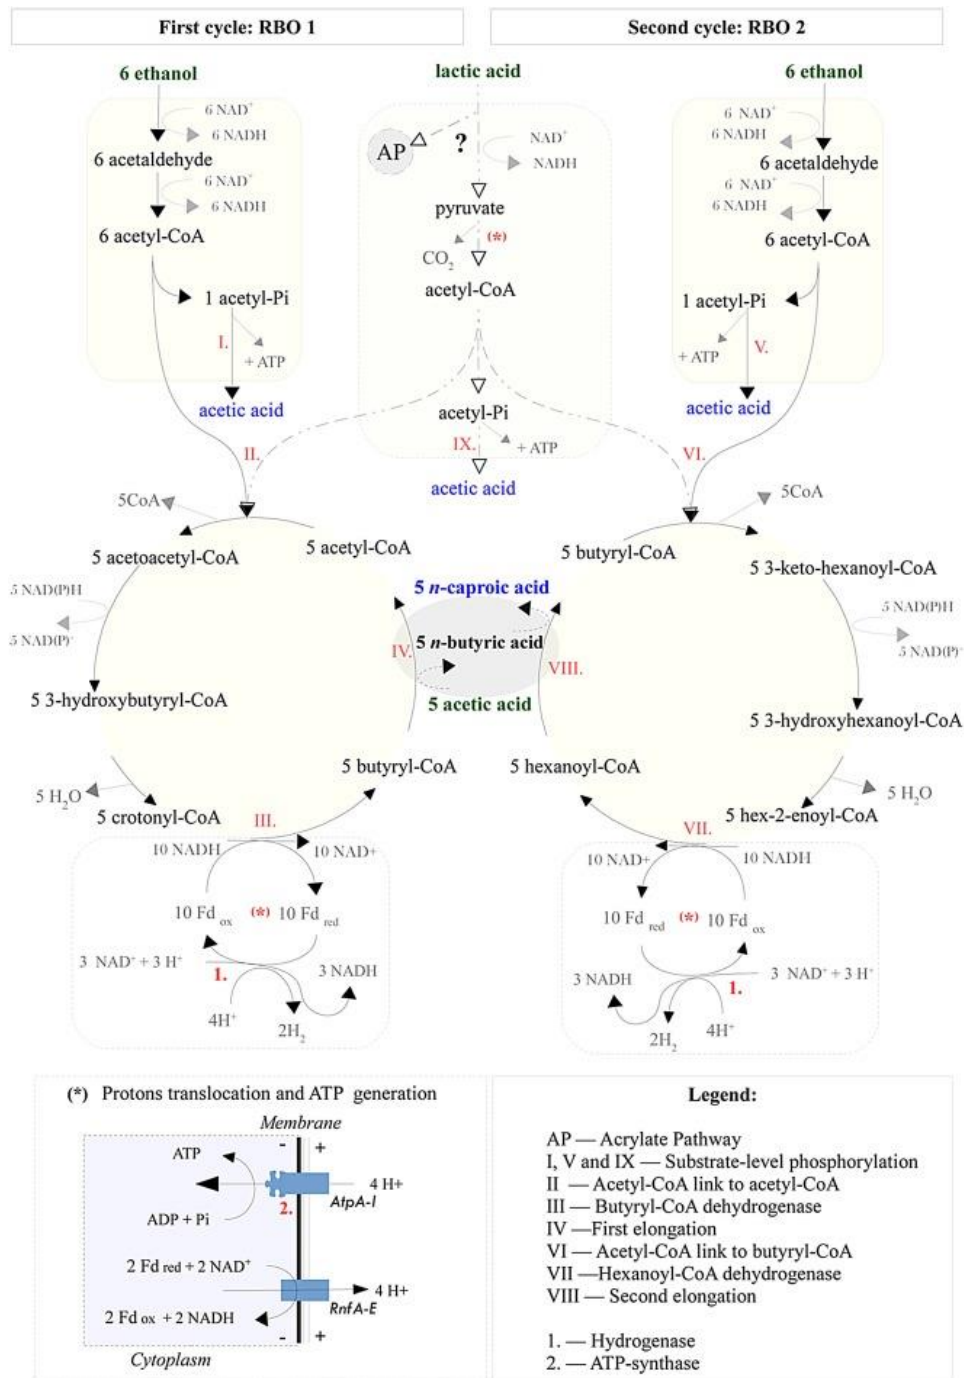 First cycle: RBO 1
Second cycle: RBO 2
6 ethanol
6 NAD⁺
6 NADH
6 acetaldehyde
6 NAD⁺
6 NADH
6 acetyl-CoA
1 acetyl-Pi
I.
+ ATP
acetic acid
II.
lactic acid
AP
?
NAD⁺
NADH
pyruvate
(*)
CO₂
acetyl-CoA
acetyl-Pi
IX.
+ ATP
acetic acid
6 ethanol
6 NAD⁺
6 NADH
6 acetaldehyde
6 NAD⁺
6 NADH
6 acetyl-CoA
1 acetyl-Pi
+ ATP
V.
acetic acid
VI.
5CoA
5 acetoacetyl-CoA
5 acetyl-CoA
5 NAD(P)H
5 NAD(P)⁺
5 3-hydroxybutyryl-CoA
5 H₂O
5 crotonyl-CoA
III.
5 butyryl-CoA
IV.
5 n-caproic acid
5 n-butyric acid
5 acetic acid
VIII.
5 butyryl-CoA
5CoA
5 3-keto-hexanoyl-CoA
5 NAD(P)H
5 NAD(P)⁺
5 3-hydroxyhexanoyl-CoA
5 H₂O
5 hex-2-enoyl-CoA
VII.
5 hexanoyl-CoA
10 NADH
10 NAD+
10 Fd ox
(*)
10 Fd red
3 NAD⁺ + 3 H⁺
1.
3 NADH
4H⁺
2H₂
10 NAD+
10 NADH
10 Fd red
(*)
10 Fd ox
3 NADH
1.
3 NAD⁺ + 3 H⁺
2H₂
4H⁺
(*) Protons translocation and ATP generation
Membrane
- +
ATP
4 H+
2.
AtpA-I
ADP + Pi
2 Fd red + 2 NAD⁺
4 H+
RnfA-E
2 Fd ox + 2 NADH
- +
Cytoplasm
Legend:
AP — Acrylate Pathway
I, V and IX — Substrate-level phosphorylation
II — Acetyl-CoA link to acetyl-CoA
III — Butyryl-CoA dehydrogenase
IV —First elongation
VI — Acetyl-CoA link to butyryl-CoA
VII —Hexanoyl-CoA dehydrogenase
VIII — Second elongation
1. — Hydrogenase
2. — ATP-synthase